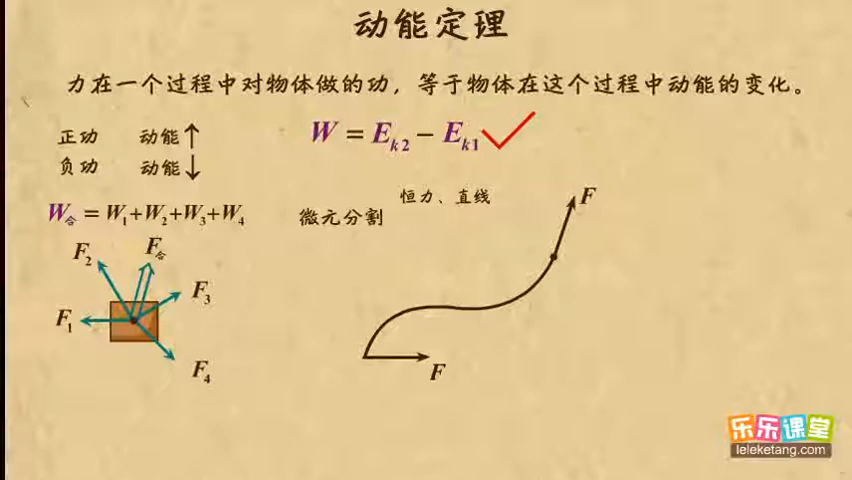 动能定理
力在一个过程中对物体做的功，等于物体在这个过程中动能的变化。
正功 动能↑
负功 动能↓
W = Ek2 − Ek1
W合 = W1+W2+W3+W4
微元分割
恒力、直线
F2
F合
F3
F1
F4
F
F
乐乐课堂
leleketang.com